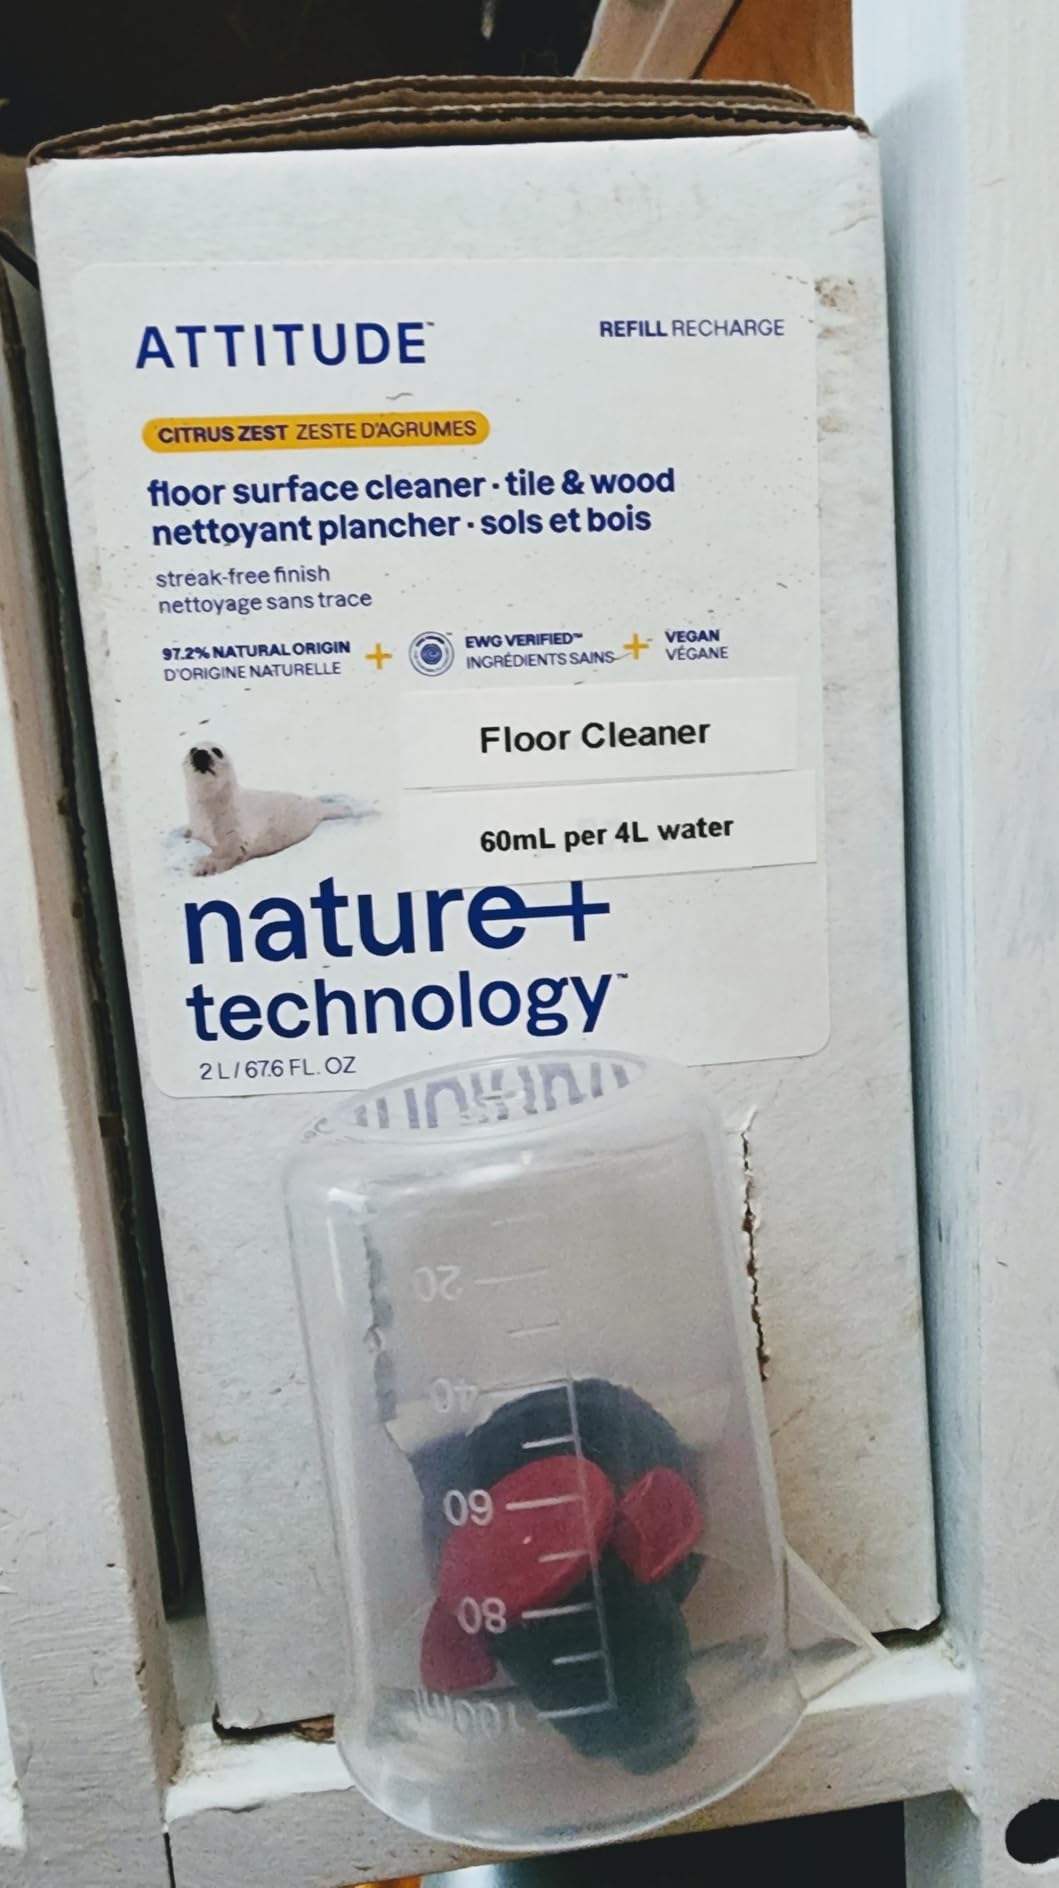 ATTITUDE™
REFILL RECHARGE
CITRUS ZEST ZESTE D'AGRUMES
floor surface cleaner · tile & wood
nettoyant plancher · sols et bois
streak-free finish
nettoyage sans trace
97.2% NATURAL ORIGIN
D'ORIGINE NATURELLE
+
EWG VERIFIED™
INGRÉDIENTS SAINS
+
VEGAN
VÉGANE
Floor Cleaner
60mL per 4L water
nature+
technology™
2 L / 67.6 FL. OZ
20
40
60
80
100ml